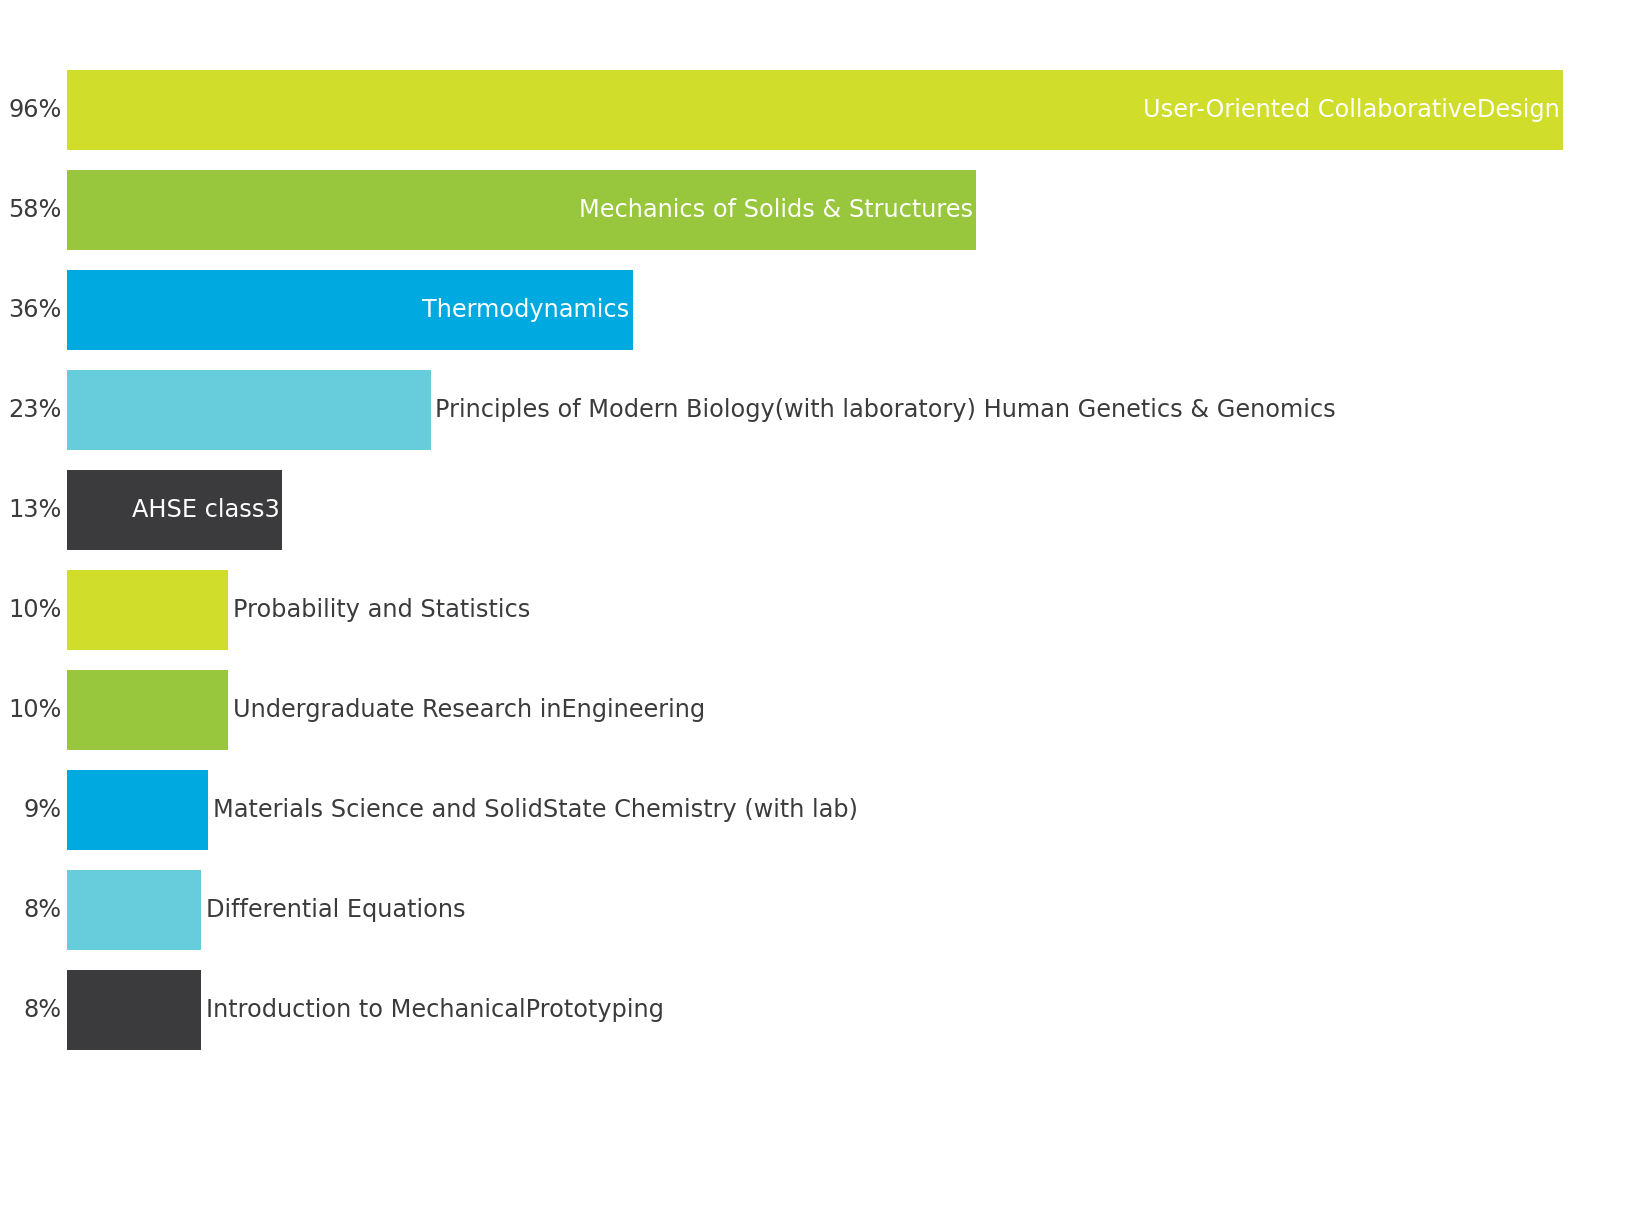 96% User-Oriented CollaborativeDesign
58% Mechanics of Solids & Structures
36% Thermodynamics
23% Principles of Modern Biology(with laboratory) Human Genetics & Genomics
13% AHSE class3
10% Probability and Statistics
10% Undergraduate Research inEngineering
9% Materials Science and SolidState Chemistry (with lab)
8% Differential Equations
8% Introduction to MechanicalPrototyping